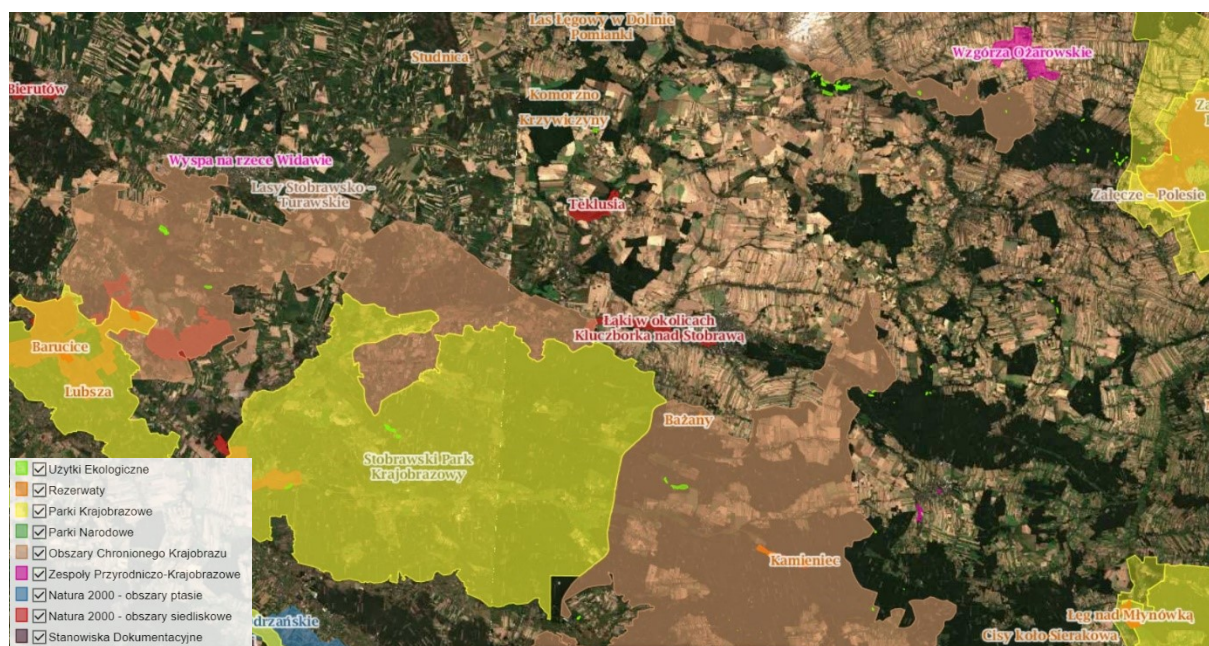 Las Łęgowy w Dolinie
Pomianki
Studnica
Wzgórza Ożarowskie
Bierutów
Komorzno
Krzywiczyny
Wyspa na rzece Widawie
Lasy Stobrawsko –
Turawskie
Teklusia
Załęcze – Polesie
Łąki w okolicach
Kluczborka nad Stobrawą
Barucice
Lubsza
Bażany
Stobrawski Park
Krajobrazowy
Kamieniec
Łęg nad Młynówką
Cisy koło Sierakowa
Użytki Ekologiczne
Rezerwaty
Parki Krajobrazowe
Parki Narodowe
Obszary Chronionego Krajobrazu
Zespoły Przyrodniczo-Krajobrazowe
Natura 2000 - obszary ptasie
Natura 2000 - obszary siedliskowe
Stanowiska Dokumentacyjne